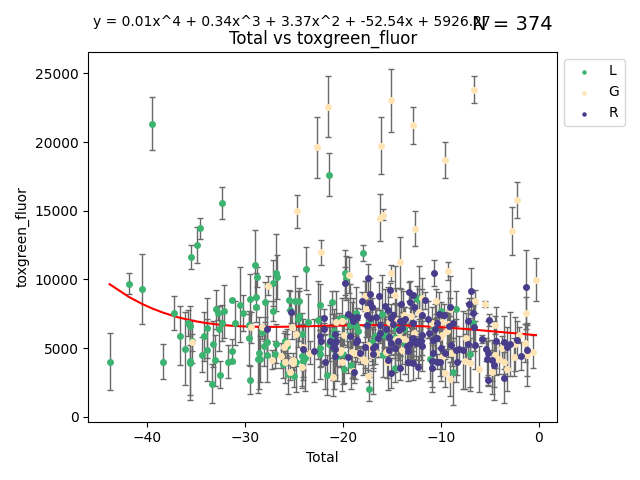 y = 0.01x^4 + 0.34x^3 + 3.37x^2 + -52.54x + 5926.27
N = 374
Total vs toxgreen_fluor
25000
20000
15000
10000
5000
0
toxgreen_fluor
−40
−30
−20
−10
0
Total
L
G
R